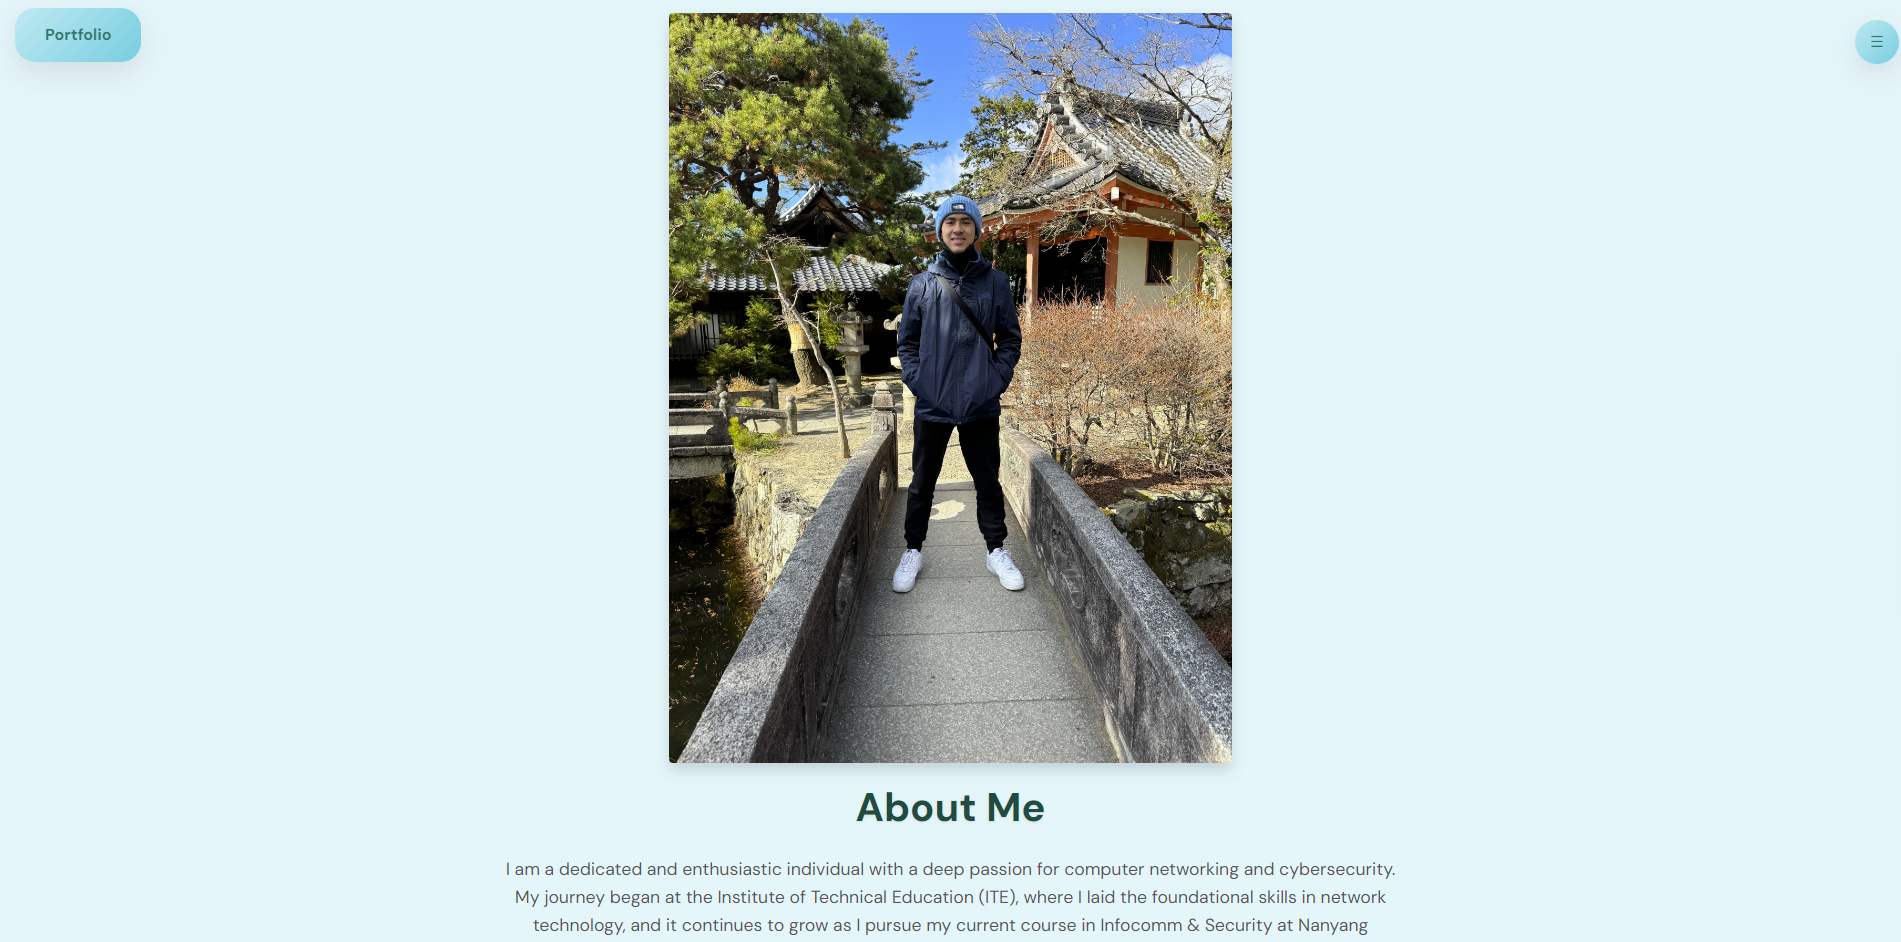 Portfolio
About Me
I am a dedicated and enthusiastic individual with a deep passion for computer networking and cybersecurity.
My journey began at the Institute of Technical Education (ITE), where I laid the foundational skills in network
technology, and it continues to grow as I pursue my current course in Infocomm & Security at Nanyang